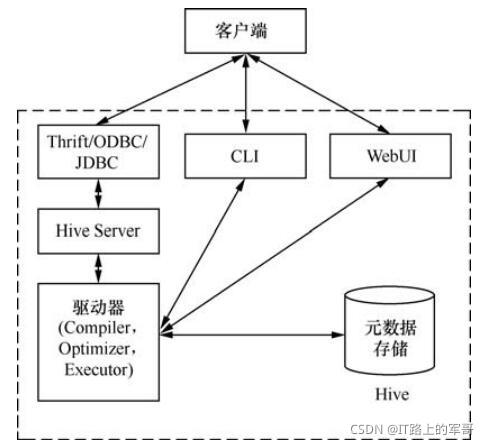 客户端
Thrift/ODBC/
JDBC
CLI
WebUI
Hive Server
驱动器
(Compiler，
Optimizer，
Executor)
元数据
存储
Hive
CSDN @IT路上的军哥